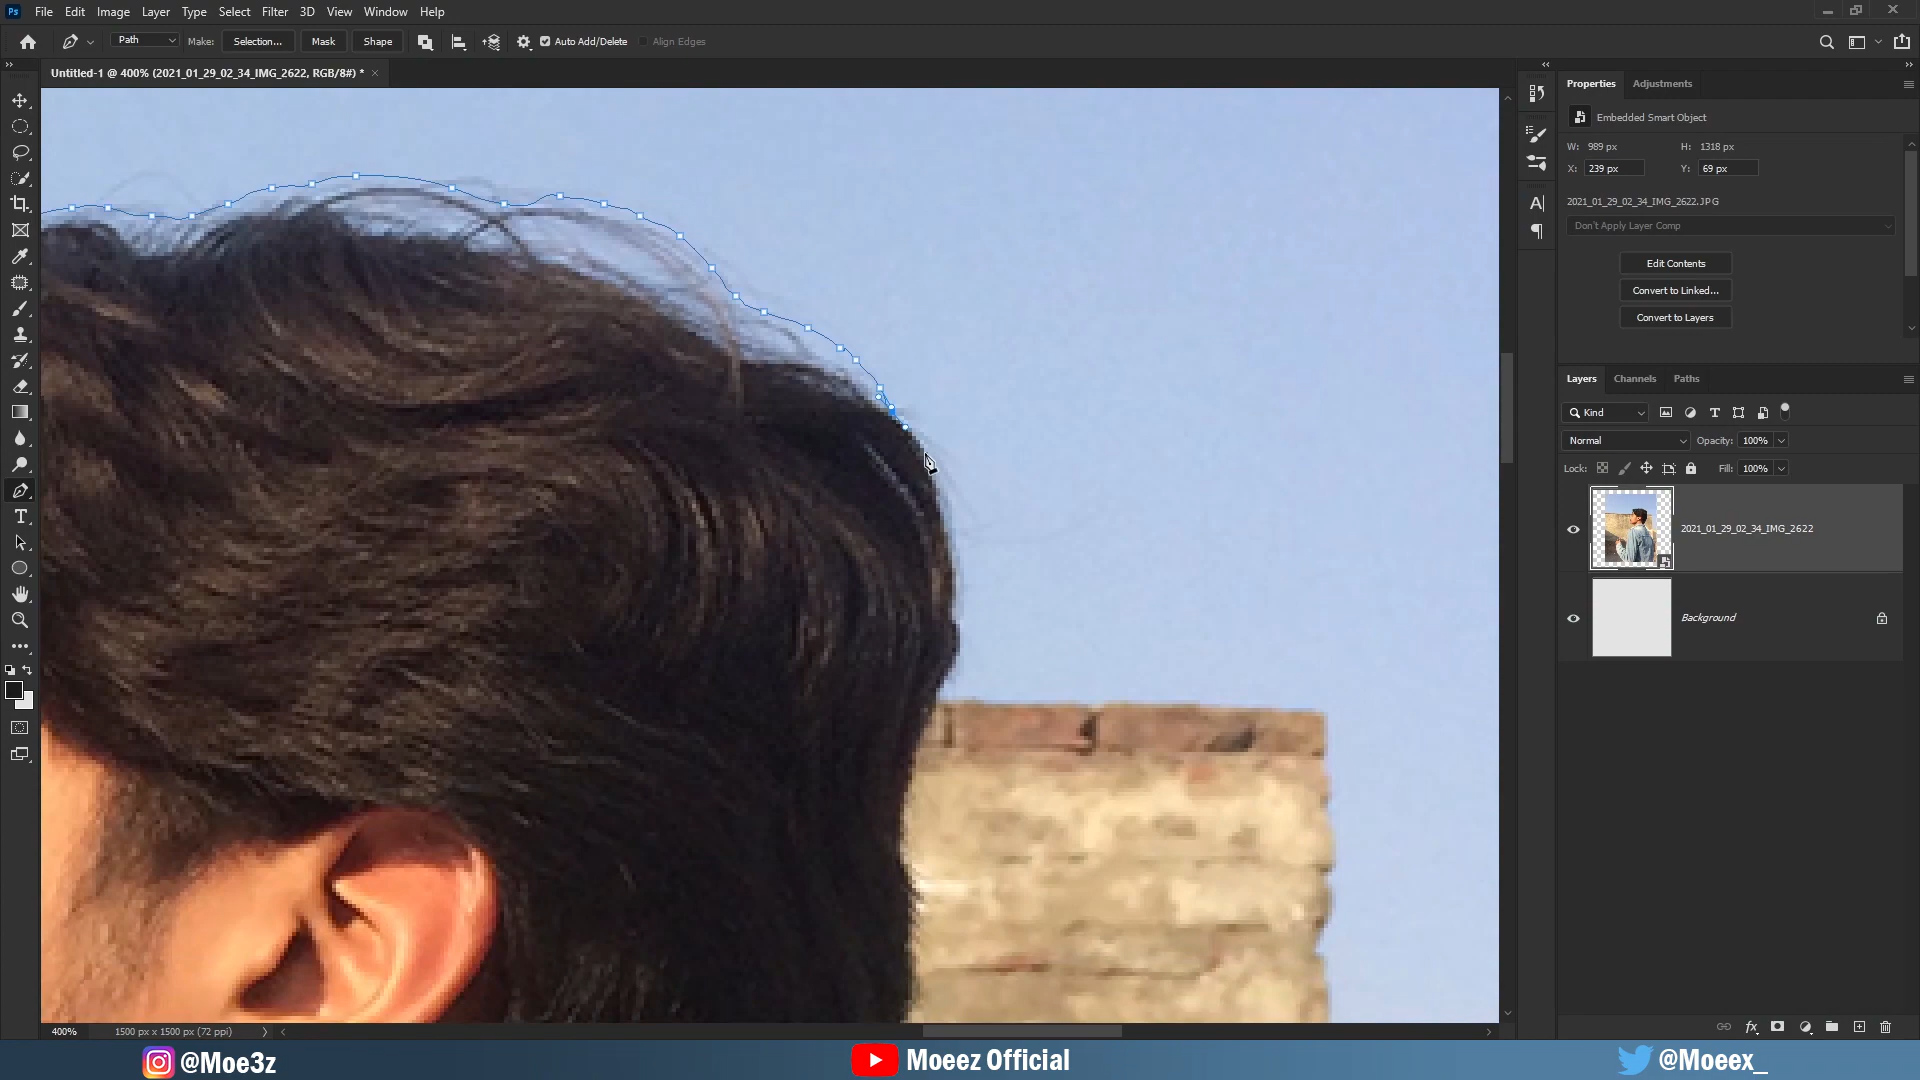 Ps File Edit Image Layer Type Select Filter 3D View Window Help
Path Make: Selection... Mask Shape Auto Add/Delete Align Edges
Untitled-1 @ 400% (2021_01_29_02_34_IMG_2622, RGB/8#) * ×
Properties Adjustments
Embedded Smart Object
W: 989 px H: 1318 px
X: 239 px Y: 69 px
2021_01_29_02_34_IMG_2622.JPG
Don't Apply Layer Comp
Edit Contents
Convert to Linked...
Convert to Layers
Layers Channels Paths
Kind
Normal Opacity: 100%
Lock: Fill: 100%
2021_01_29_02_34_IMG_2622
Background
400% 1500 px x 1500 px (72 ppi)
@Moe3z Moeez Official @Moeex_